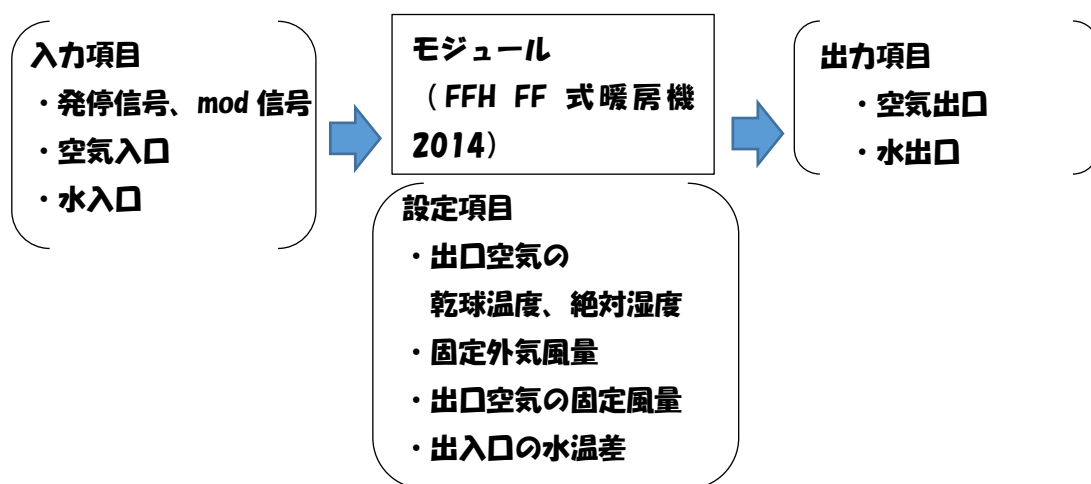 入力項目
・発停信号、mod 信号
・空気入口
・水入口
モジュール
（FFH FF 式暖房機
2014）
出力項目
・空気出口
・水出口
設定項目
・出口空気の
乾球温度、絶対湿度
・固定外気風量
・出口空気の固定風量
・出入口の水温差